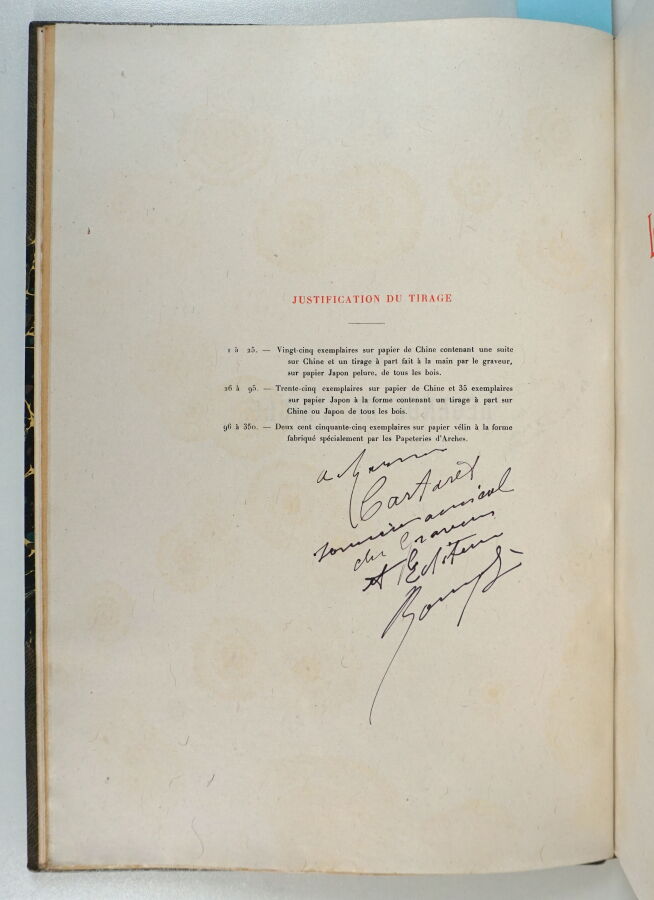 JUSTIFICATION DU TIRAGE
1 à 25. — Vingt-cinq exemplaires sur papier de Chine contenant une suite
sur Chine et un tirage à part fait à la main par le graveur,
sur papier Japon pelure, de tous les bois.
26 à 95. — Trente-cinq exemplaires sur papier de Chine et 35 exemplaires
sur papier Japon à la forme contenant un tirage à part sur
Chine ou Japon de tous les bois.
96 à 350. — Deux cent cinquante-cinq exemplaires sur papier vélin à la forme
fabriqué spécialement par les Papeteries d'Arches.
a Monsieur
Carteret
souvenir amical
du Graveur
et Editeur